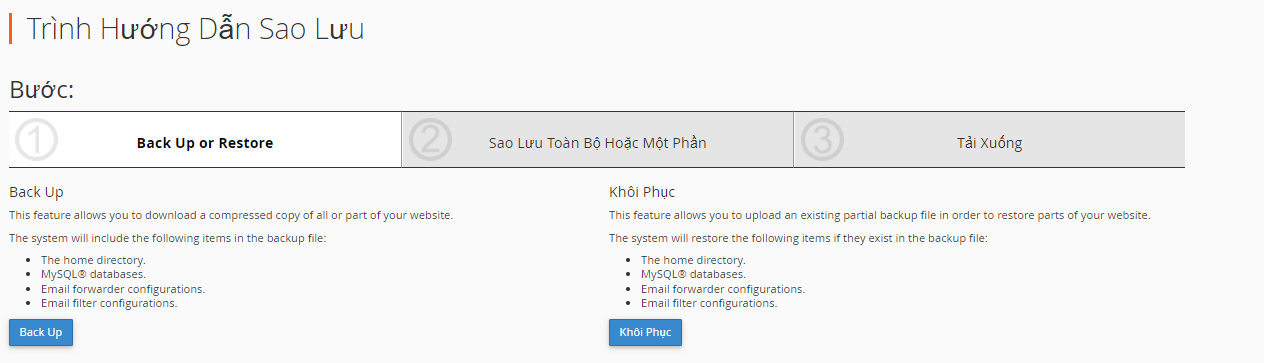 Trình Hướng Dẫn Sao Lưu
Bước:
1 Back Up or Restore
2 Sao Lưu Toàn Bộ Hoặc Một Phần
3 Tải Xuống
Back Up
This feature allows you to download a compressed copy of all or part of your website.
The system will include the following items in the backup file:
• The home directory.
• MySQL® databases.
• Email forwarder configurations.
• Email filter configurations.
Back Up
Khôi Phục
This feature allows you to upload an existing partial backup file in order to restore parts of your website.
The system will restore the following items if they exist in the backup file:
• The home directory.
• MySQL® databases.
• Email forwarder configurations.
• Email filter configurations.
Khôi Phục